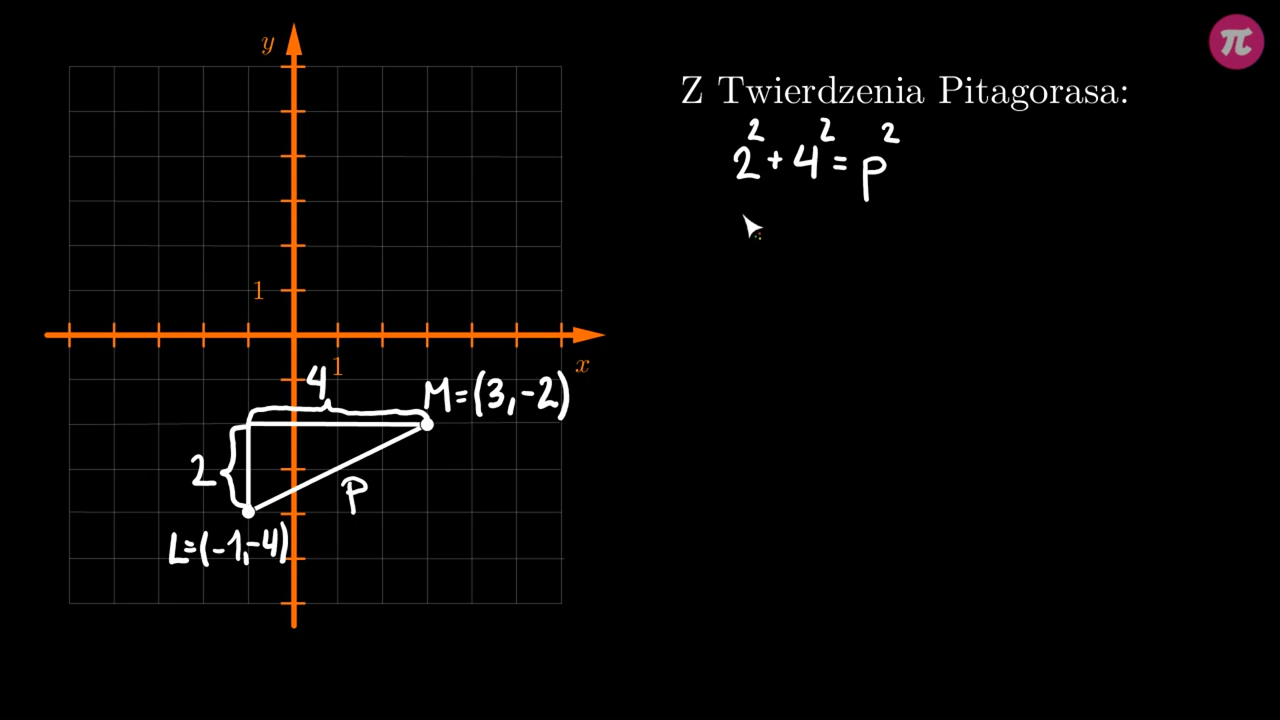 π
Z Twierdzenia Pitagorasa:
2² + 4² = p²
y
1
x
1
4
M=(3,-2)
2
P
L=(-1,-4)